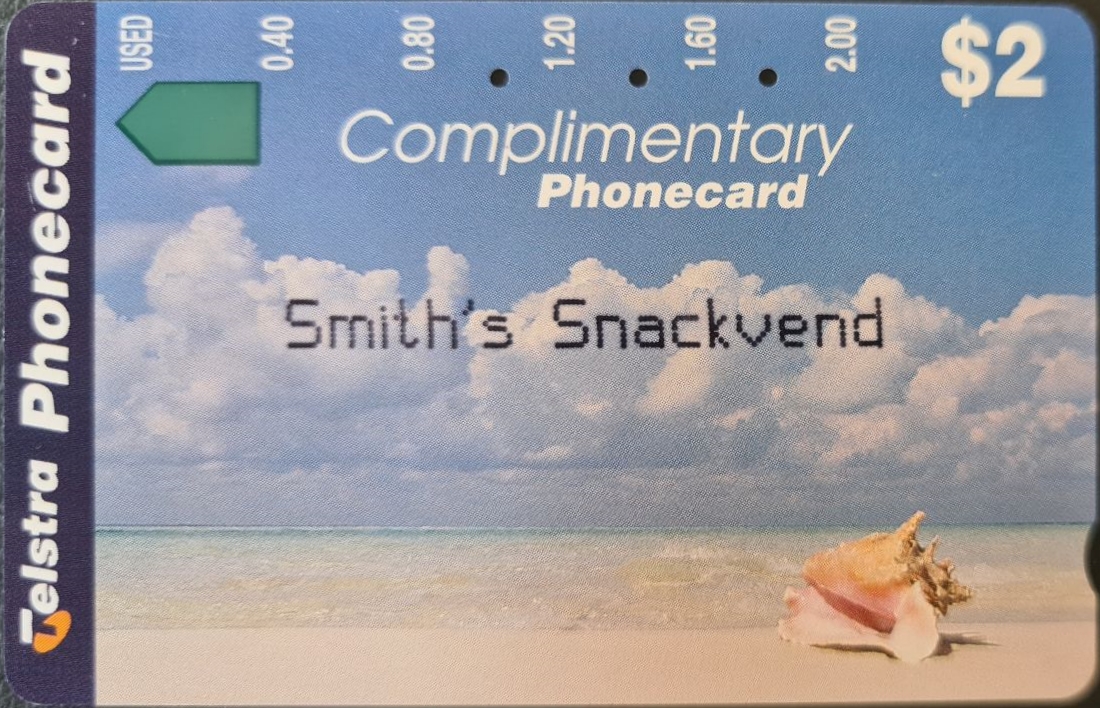 Telstra Phonecard
USED 0.40 0.80 1.20 1.60 2.00
$2
Complimentary
Phonecard
Smith's Snackvend